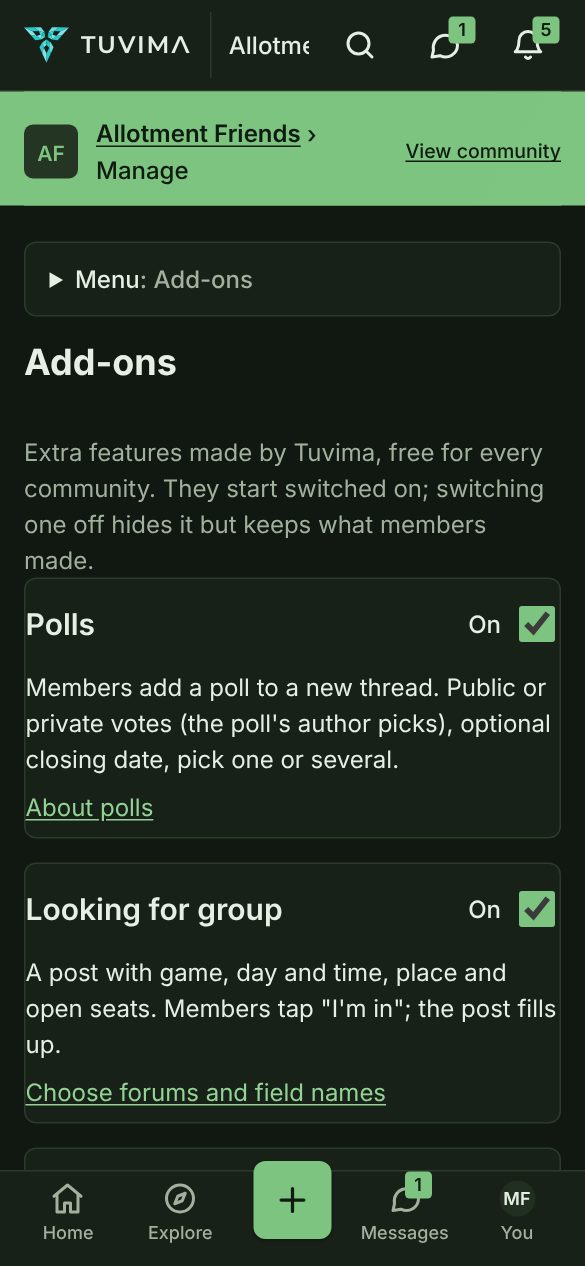 TUVIMA
Allotme
1
5
AF
Allotment Friends ›
Manage
View community
Menu: Add-ons
Add-ons
Extra features made by Tuvima, free for every
community. They start switched on; switching
one off hides it but keeps what members
made.
Polls
On
Members add a poll to a new thread. Public or
private votes (the poll's author picks), optional
closing date, pick one or several.
About polls
Looking for group
On
A post with game, day and time, place and
open seats. Members tap "I'm in"; the post fills
up.
Choose forums and field names
Home
Explore
+
1
Messages
MF
You